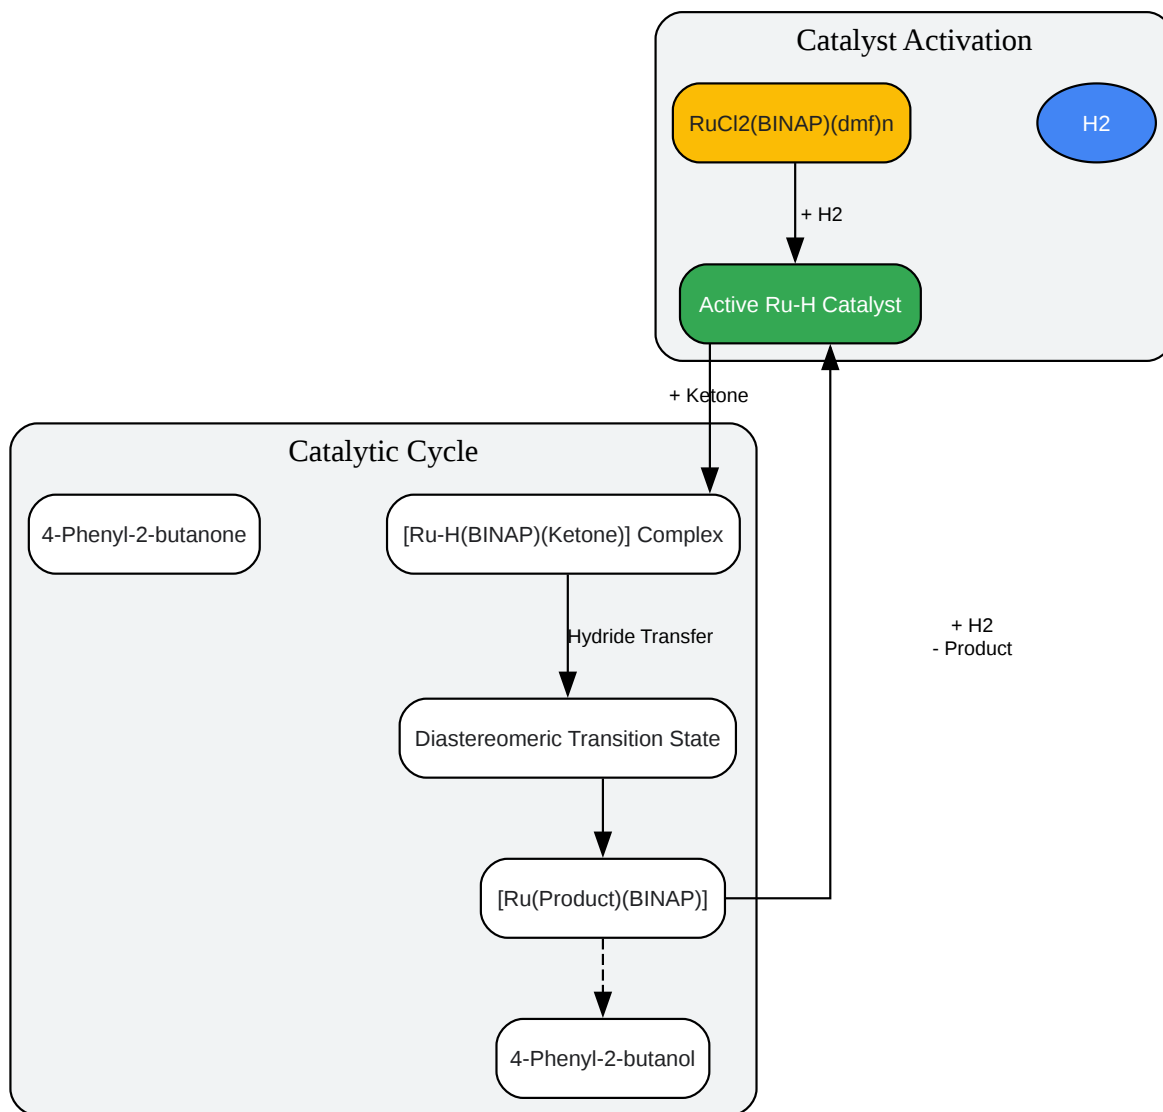 Catalyst Activation
RuCl2(BINAP)(dmf)n
H2
+ H2
Active Ru-H Catalyst
+ Ketone
Catalytic Cycle
4-Phenyl-2-butanone
[Ru-H(BINAP)(Ketone)] Complex
Hydride Transfer
+ H2
- Product
Diastereomeric Transition State
[Ru(Product)(BINAP)]
4-Phenyl-2-butanol